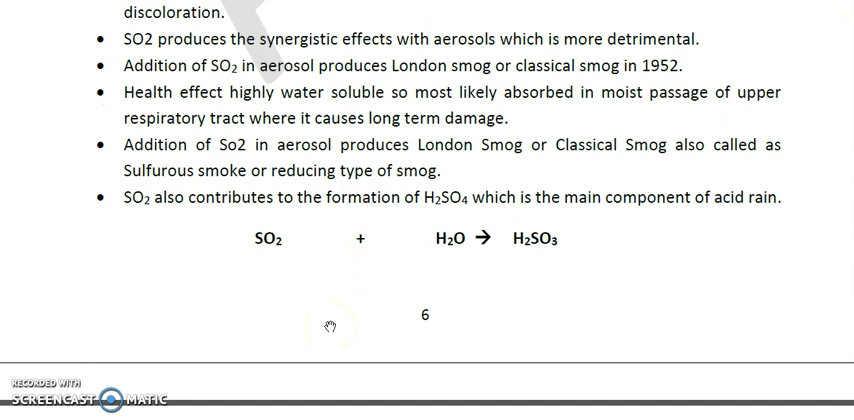 discoloration.
• SO2 produces the synergistic effects with aerosols which is more detrimental.
• Addition of SO₂ in aerosol produces London smog or classical smog in 1952.
• Health effect highly water soluble so most likely absorbed in moist passage of upper
respiratory tract where it causes long term damage.
• Addition of So2 in aerosol produces London Smog or Classical Smog also called as
Sulfurous smoke or reducing type of smog.
• SO₂ also contributes to the formation of H₂SO₄ which is the main component of acid rain.
SO₂ + H₂O → H₂SO₃
6
RECORDED WITH
SCREENCAST MATIC